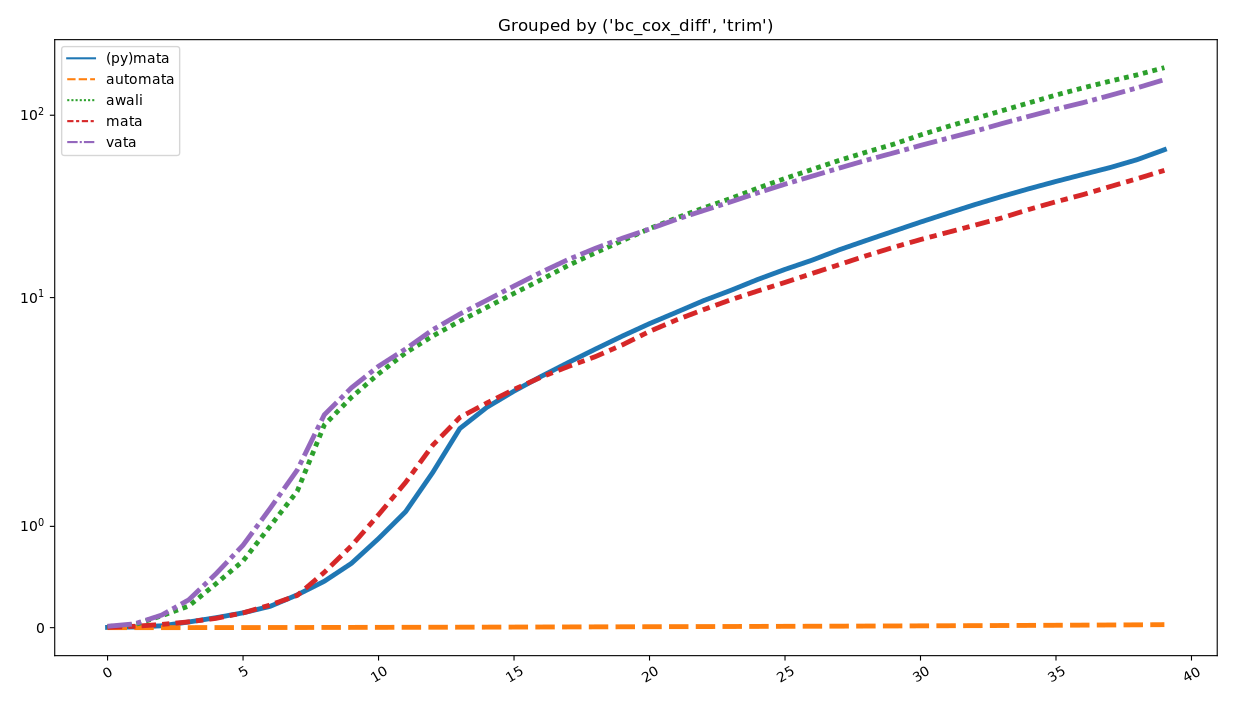 Grouped by ('bc_cox_diff', 'trim')
(py)mata
automata
awali
mata
vata
10²
10¹
10⁰
0
0
5
10
15
20
25
30
35
40